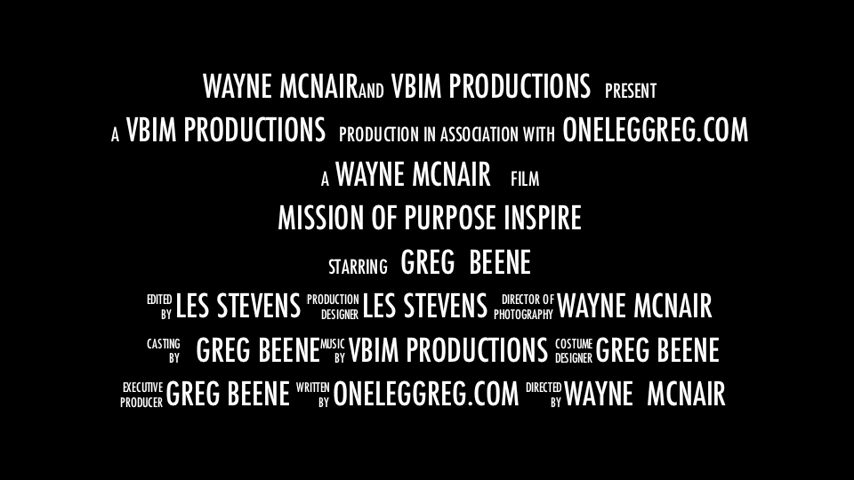 WAYNE MCNAIR AND VBIM PRODUCTIONS PRESENT
A VBIM PRODUCTIONS PRODUCTION IN ASSOCIATION WITH ONELEGGREG.COM
A WAYNE MCNAIR FILM
MISSION OF PURPOSE INSPIRE
STARRING GREG BEENE
EDITED BY LES STEVENS PRODUCTION DESIGNER LES STEVENS DIRECTOR OF PHOTOGRAPHY WAYNE MCNAIR
CASTING BY GREG BEENE MUSIC BY VBIM PRODUCTIONS COSTUME DESIGNER GREG BEENE
EXECUTIVE PRODUCER GREG BEENE WRITTEN BY ONELEGGREG.COM DIRECTED BY WAYNE MCNAIR